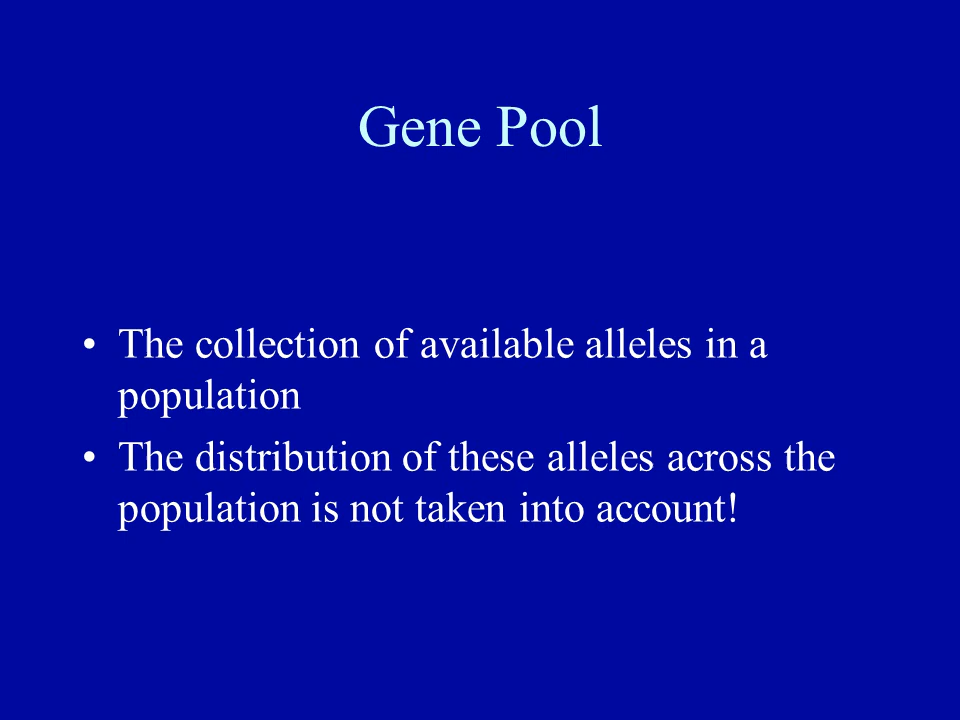 Gene Pool
• The collection of available alleles in a
population
• The distribution of these alleles across the
population is not taken into account!